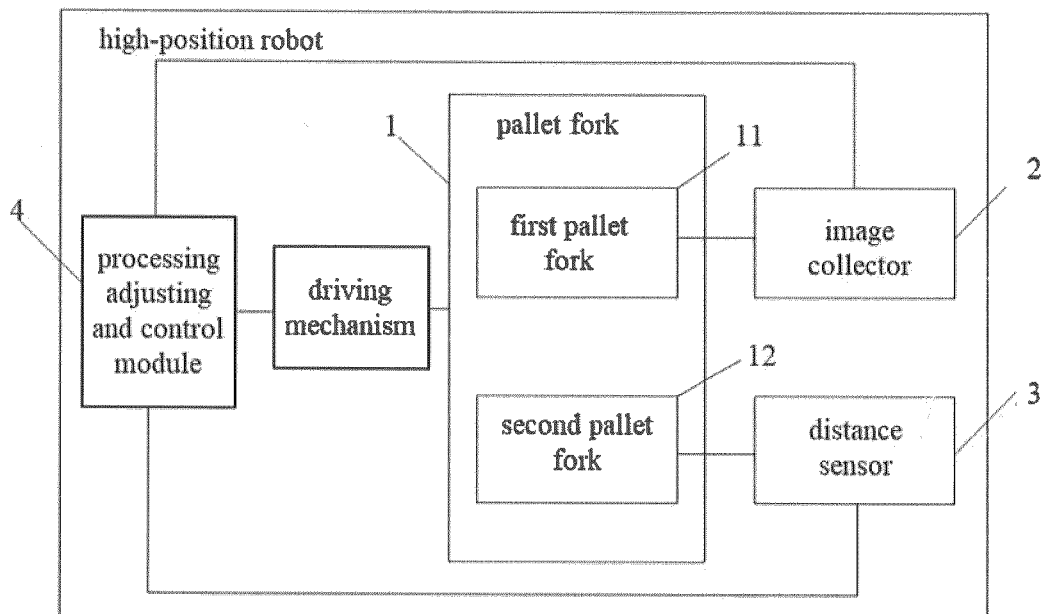 high-position robot
1
pallet fork
11
2
4
first pallet
fork
image
collector
processing
adjusting
and control
module
driving
mechanism
12
3
second pallet
fork
distance
sensor